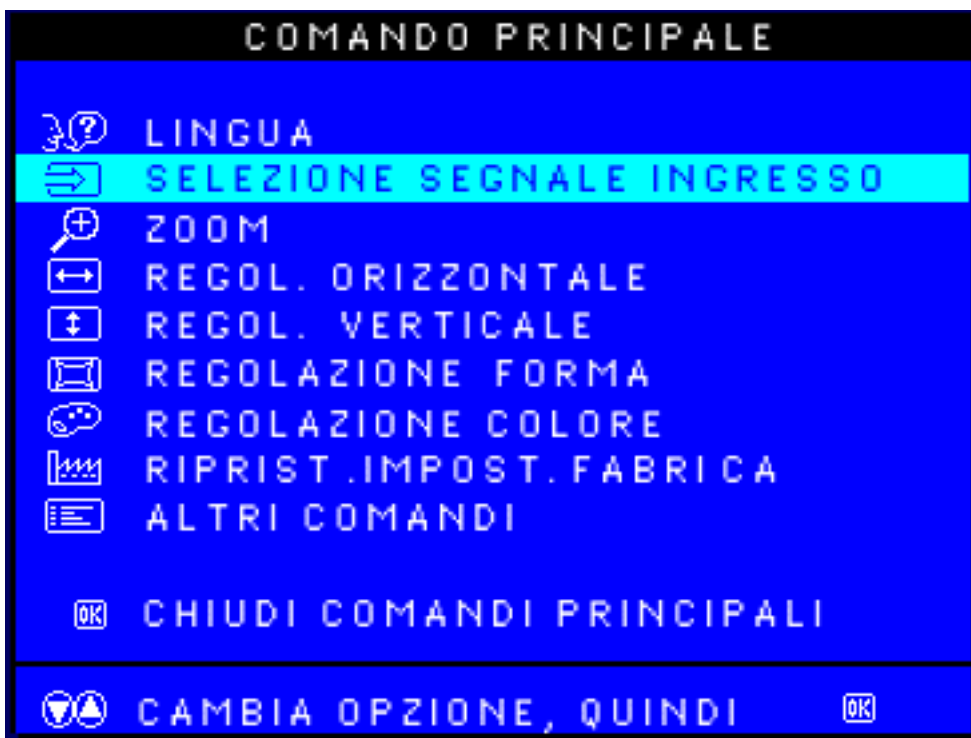 COMANDO PRINCIPALE
LINGUA
SELEZIONE SEGNALE INGRESSO
ZOOM
REGOL. ORIZZONTALE
REGOL. VERTICALE
REGOLAZIONE FORMA
REGOLAZIONE COLORE
RIPRIST.IMPOST.FABRICA
ALTRI COMANDI
OK CHIUDI COMANDI PRINCIPALI
CAMBIA OPZIONE, QUINDI OK